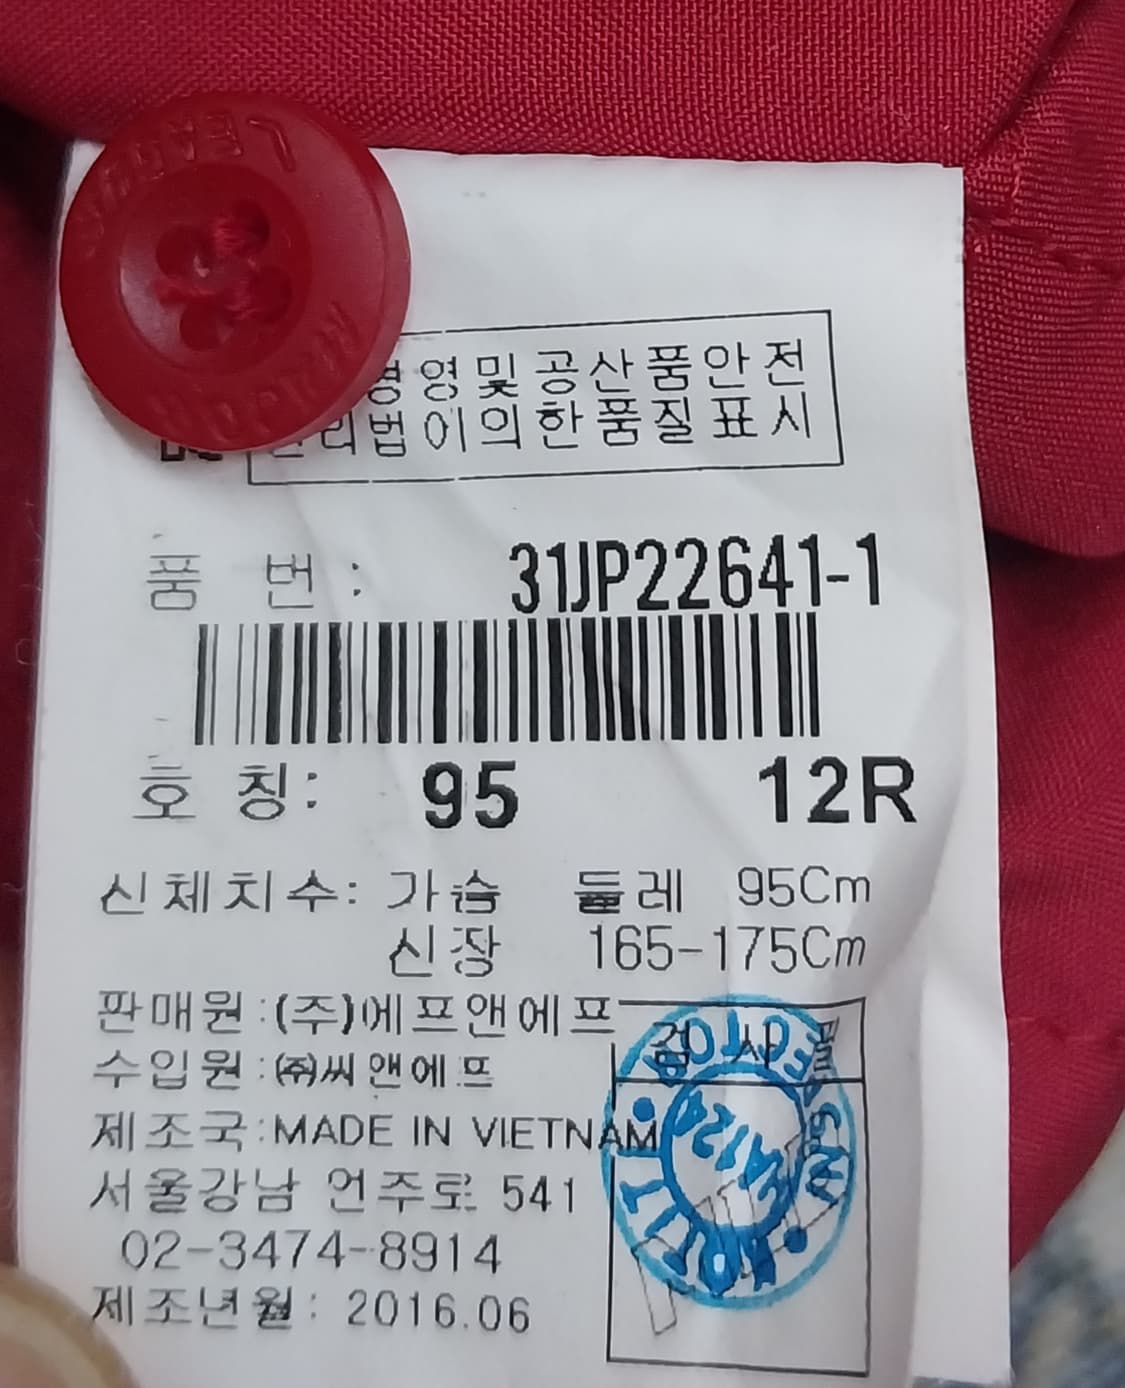 영및공산품안전
리법이의한품질표시
품 번 : 31JP22641-1
호 칭: 95 12R
신체치수: 가슴 둘레 95Cm
신장 165-175Cm
판매원:(주)에프앤에프
수입원:㈜씨앤에프
검 사 필
제조국:MADE IN VIETNAM
서울강남 언주로 541
02-3474-8914
제조년월: 2016.06